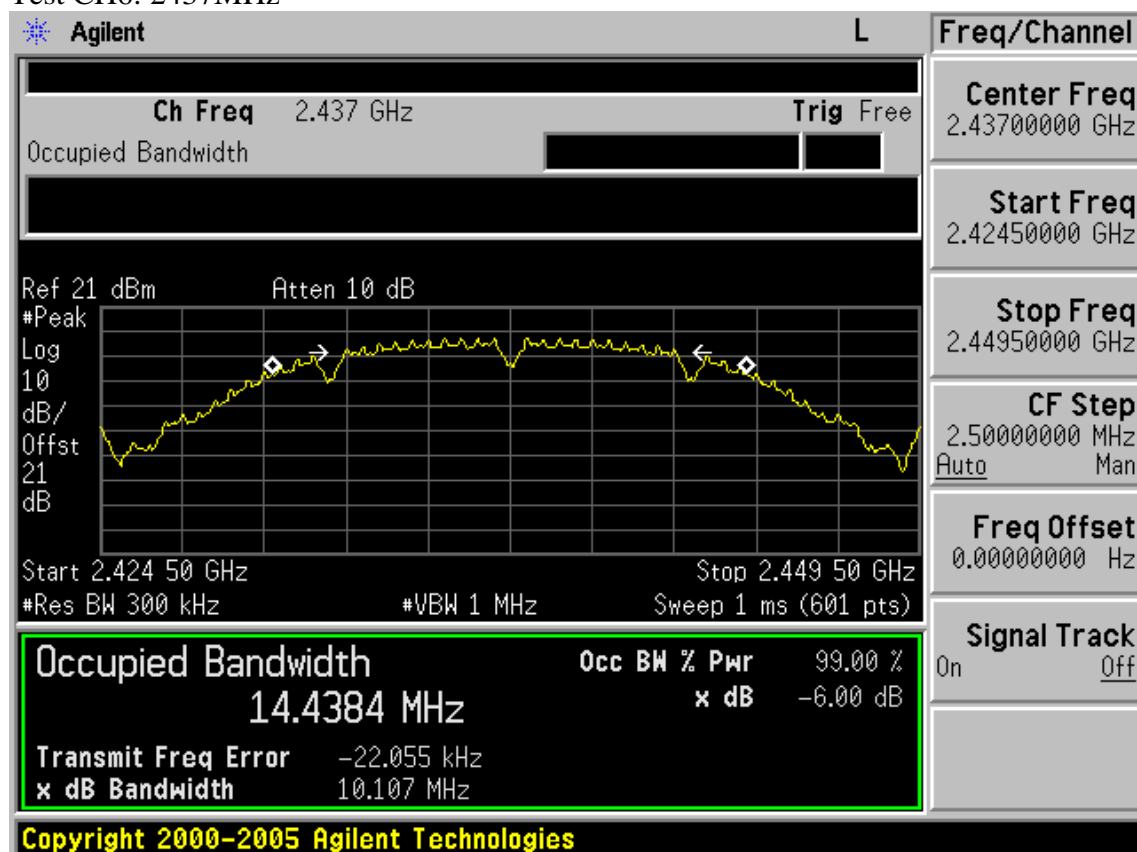 Test CH6: 2437MHz
Agilent L Freq/Channel
Ch Freq 2.437 GHz Trig Free
Occupied Bandwidth
Center Freq
2.43700000 GHz
Start Freq
2.42450000 GHz
Stop Freq
2.44950000 GHz
CF Step
2.50000000 MHz
Auto Man
Freq Offset
0.00000000 Hz
Signal Track
On Off
Ref 21 dBm Atten 10 dB
#Peak
Log
10
dB/
Offst
21
dB
Start 2.424 50 GHz Stop 2.449 50 GHz
#Res BW 300 kHz #VBW 1 MHz Sweep 1 ms (601 pts)
Occupied Bandwidth Occ BW % Pwr 99.00 %
14.4384 MHz x dB -6.00 dB
Transmit Freq Error -22.055 kHz
x dB Bandwidth 10.107 MHz
Copyright 2000-2005 Agilent Technologies